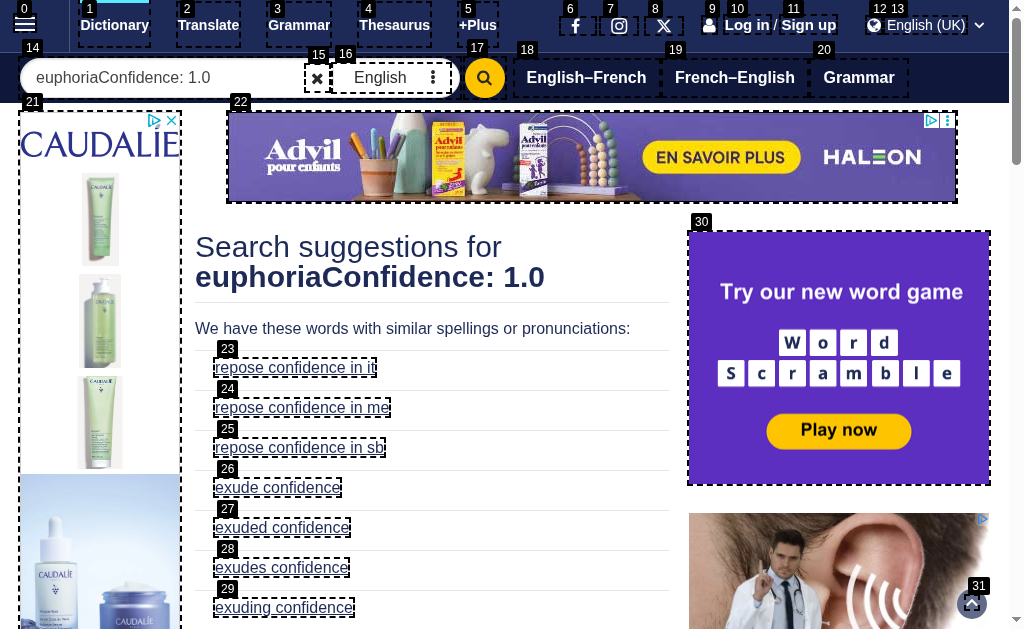 0 1 2 3 4 5 6 7 8 9 10 11 12 13
Dictionary Translate Grammar Thesaurus +Plus Log in / Sign up English (UK)
14 15 16 17 18 19 20
euphoriaConfidence: 1.0 English English–French French–English Grammar
21 22
CAUDALÍE
Advil
pour enfants
EN SAVOIR PLUS
HALEON
30
Search suggestions for
euphoriaConfidence: 1.0
We have these words with similar spellings or pronunciations:
23
repose confidence in it
24
repose confidence in me
25
repose confidence in sb
26
exude confidence
27
exuded confidence
28
exudes confidence
29
exuding confidence
Try our new word game
W o r d
S c r a m b l e
Play now
31
CAUDALÍE
CAUDALÍE